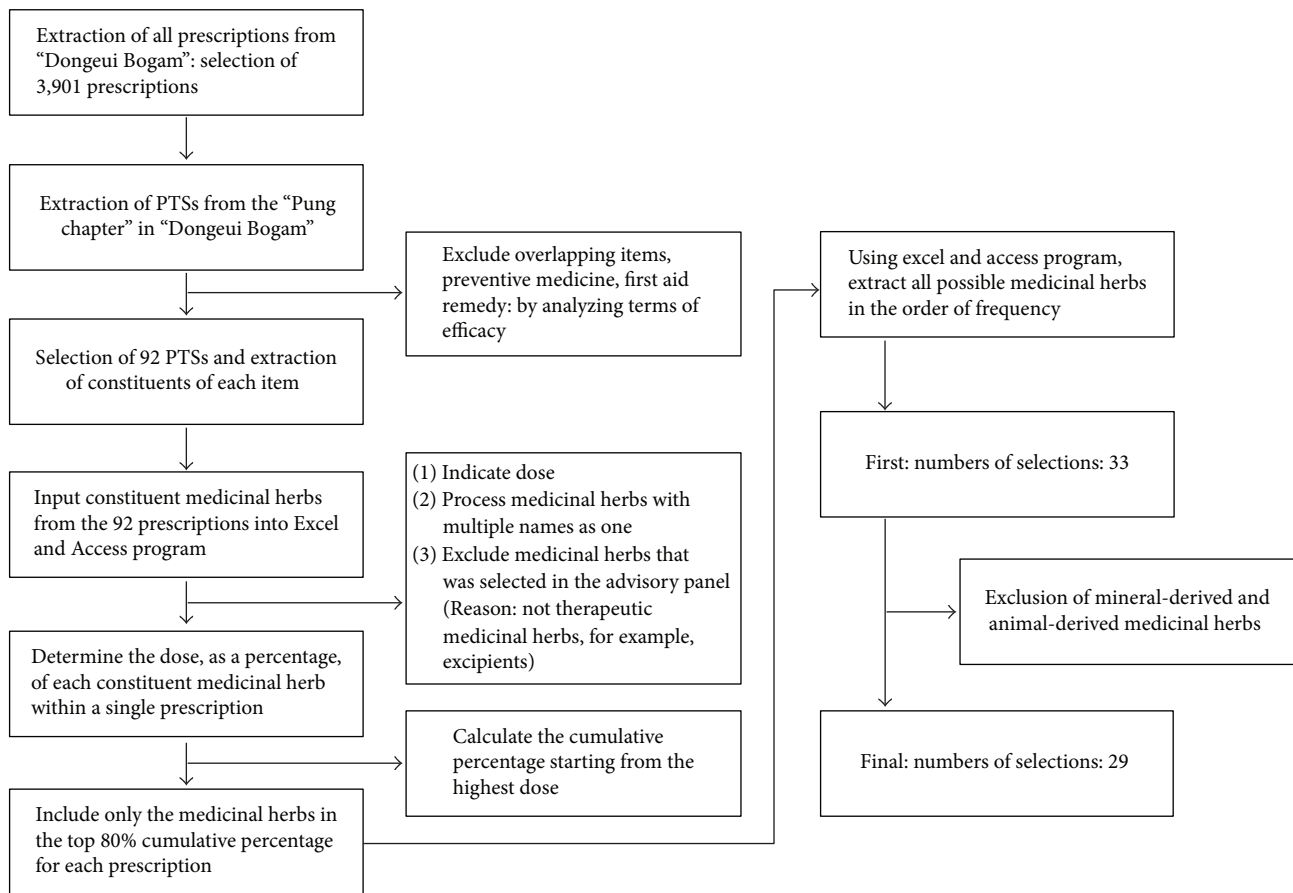 Extraction of all prescriptions from
“Dongeui Bogam”: selection of
3,901 prescriptions
Extraction of PTSs from the “Pung
chapter” in “Dongeui Bogam”
Exclude overlapping items,
preventive medicine, first aid
remedy: by analyzing terms of
efficacy
Selection of 92 PTSs and extraction
of constituents of each item
Input constituent medicinal herbs
from the 92 prescriptions into Excel
and Access program
(1) Indicate dose
(2) Process medicinal herbs with
multiple names as one
(3) Exclude medicinal herbs that
was selected in the advisory panel
(Reason: not therapeutic
medicinal herbs, for example,
excipients)
Determine the dose, as a percentage,
of each constituent medicinal herb
within a single prescription
Calculate the cumulative
percentage starting from the
highest dose
Include only the medicinal herbs in
the top 80% cumulative percentage
for each prescription
Using excel and access program,
extract all possible medicinal herbs
in the order of frequency
First: numbers of selections: 33
Exclusion of mineral-derived and
animal-derived medicinal herbs
Final: numbers of selections: 29